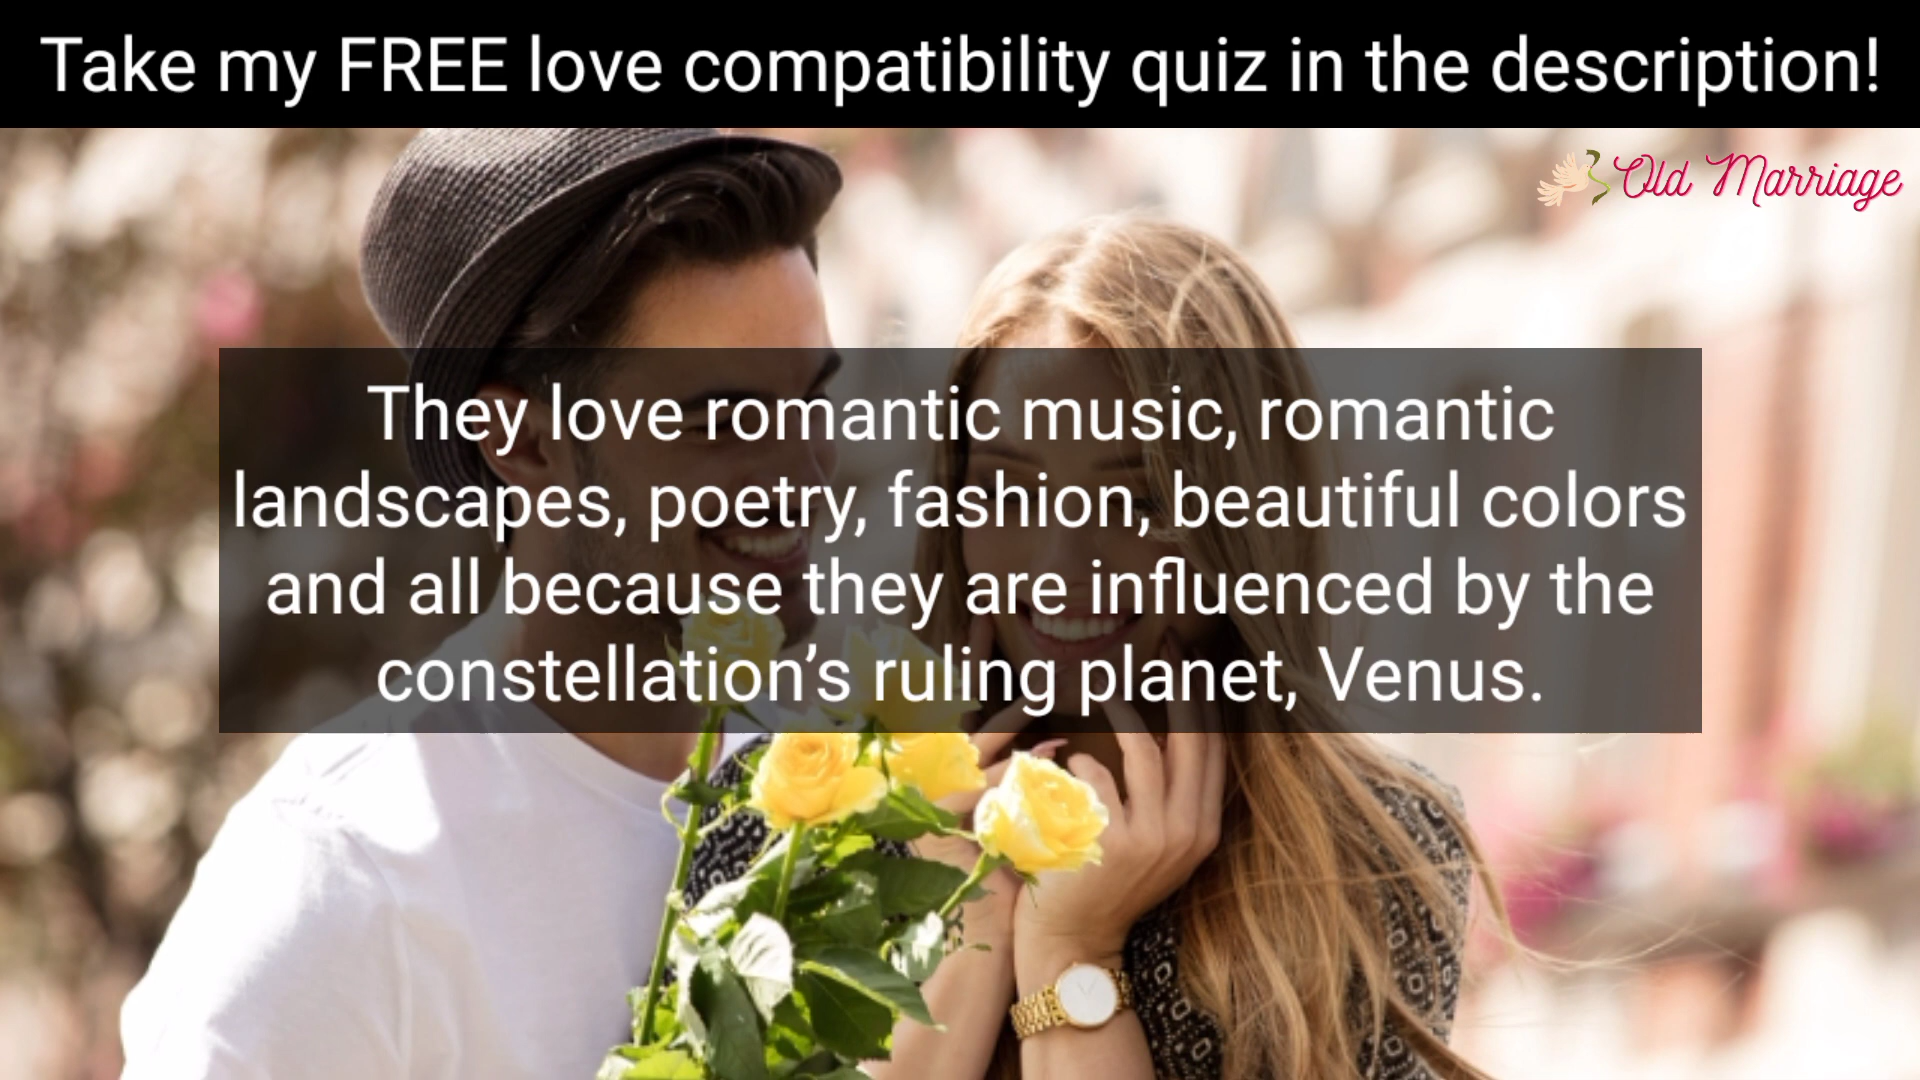 Take my FREE love compatibility quiz in the description!
Old Marriage
They love romantic music, romantic
landscapes, poetry, fashion, beautiful colors
and all because they are influenced by the
constellation’s ruling planet, Venus.